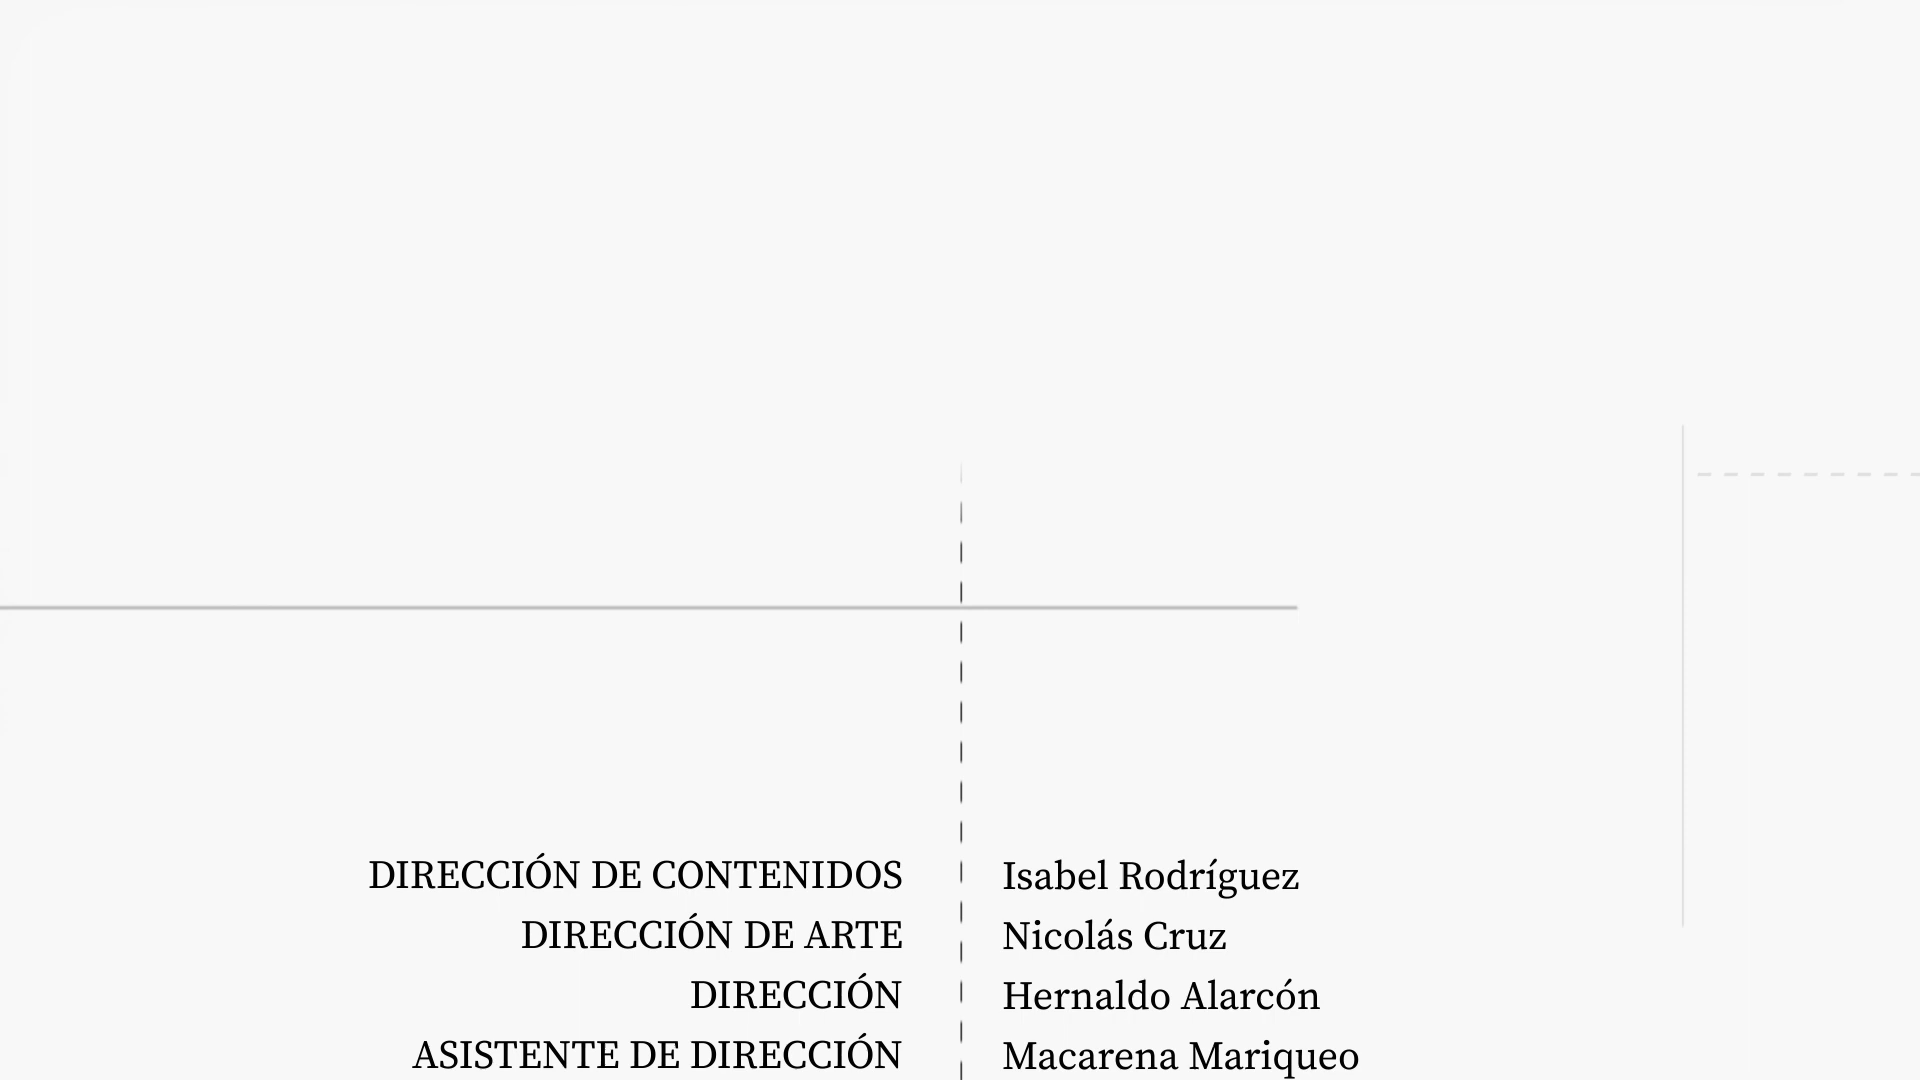 DIRECCIÓN DE CONTENIDOS Isabel Rodríguez
DIRECCIÓN DE ARTE Nicolás Cruz
DIRECCIÓN Hernaldo Alarcón
ASISTENTE DE DIRECCIÓN Macarena Mariqueo